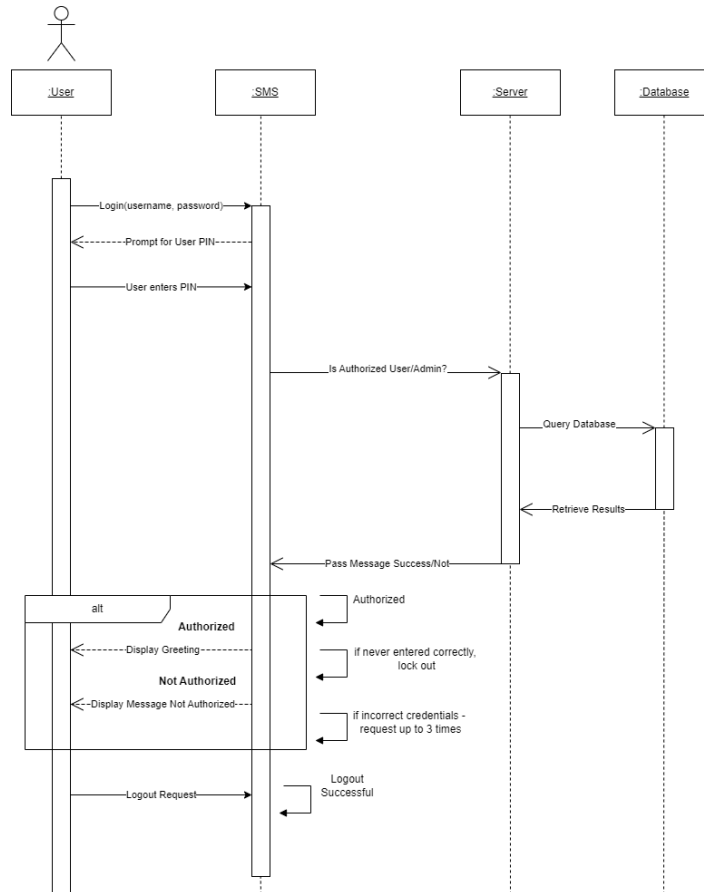 :User
:SMS
:Server
:Database
Login(username, password)
Prompt for User PIN
User enters PIN
Is Authorized User/Admin?
Query Database
Retrieve Results
Pass Message Success/Not
alt
Authorized
Authorized
Display Greeting
if never entered correctly,
lock out
Not Authorized
Display Message Not Authorized
if incorrect credentials -
request up to 3 times
Logout Request
Logout
Successful